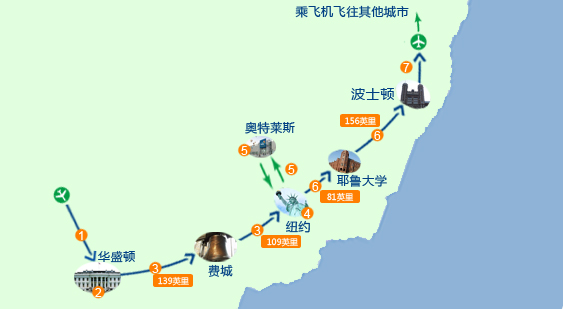 乘飞机飞往其他城市
7
波士顿
156英里
6
奥特莱斯
5
5
耶鲁大学
6
81英里
4
纽约
3
109英里
1
华盛顿
费城
3
139英里
2